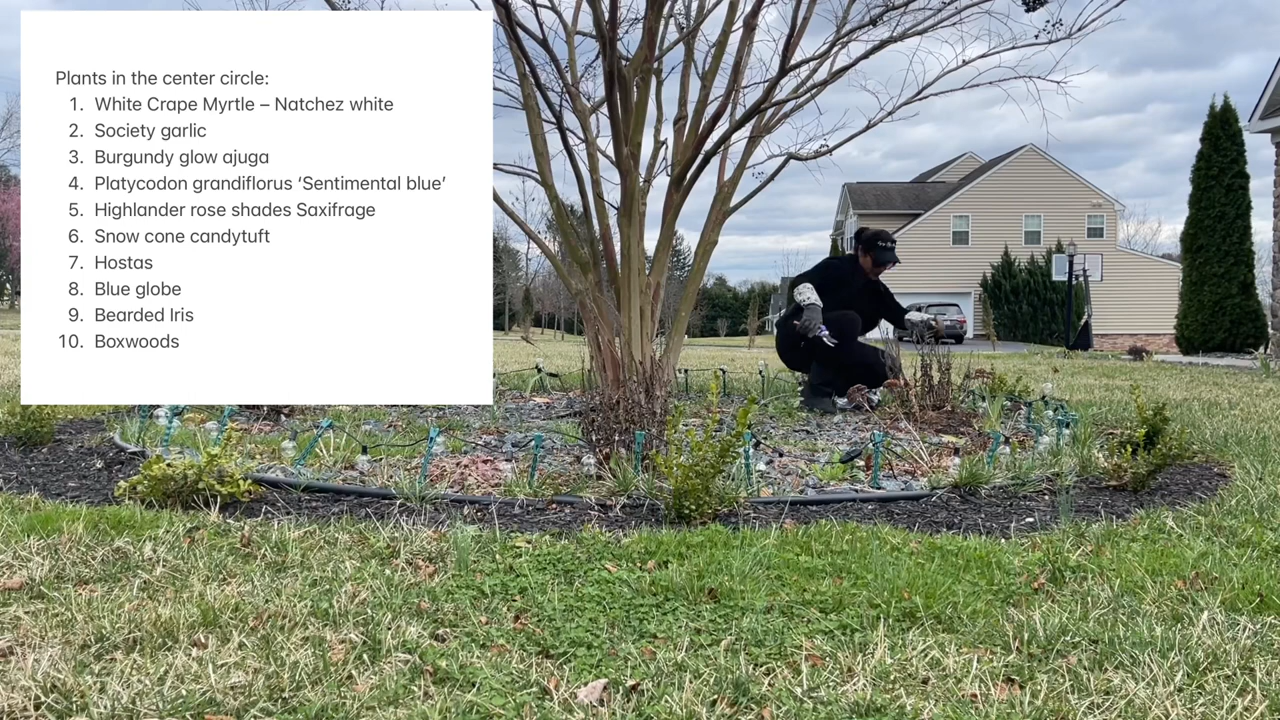 Plants in the center circle:
1. White Crape Myrtle – Natchez white
2. Society garlic
3. Burgundy glow ajuga
4. Platycodon grandiflorus ‘Sentimental blue’
5. Highlander rose shades Saxifrage
6. Snow cone candytuft
7. Hostas
8. Blue globe
9. Bearded Iris
10. Boxwoods